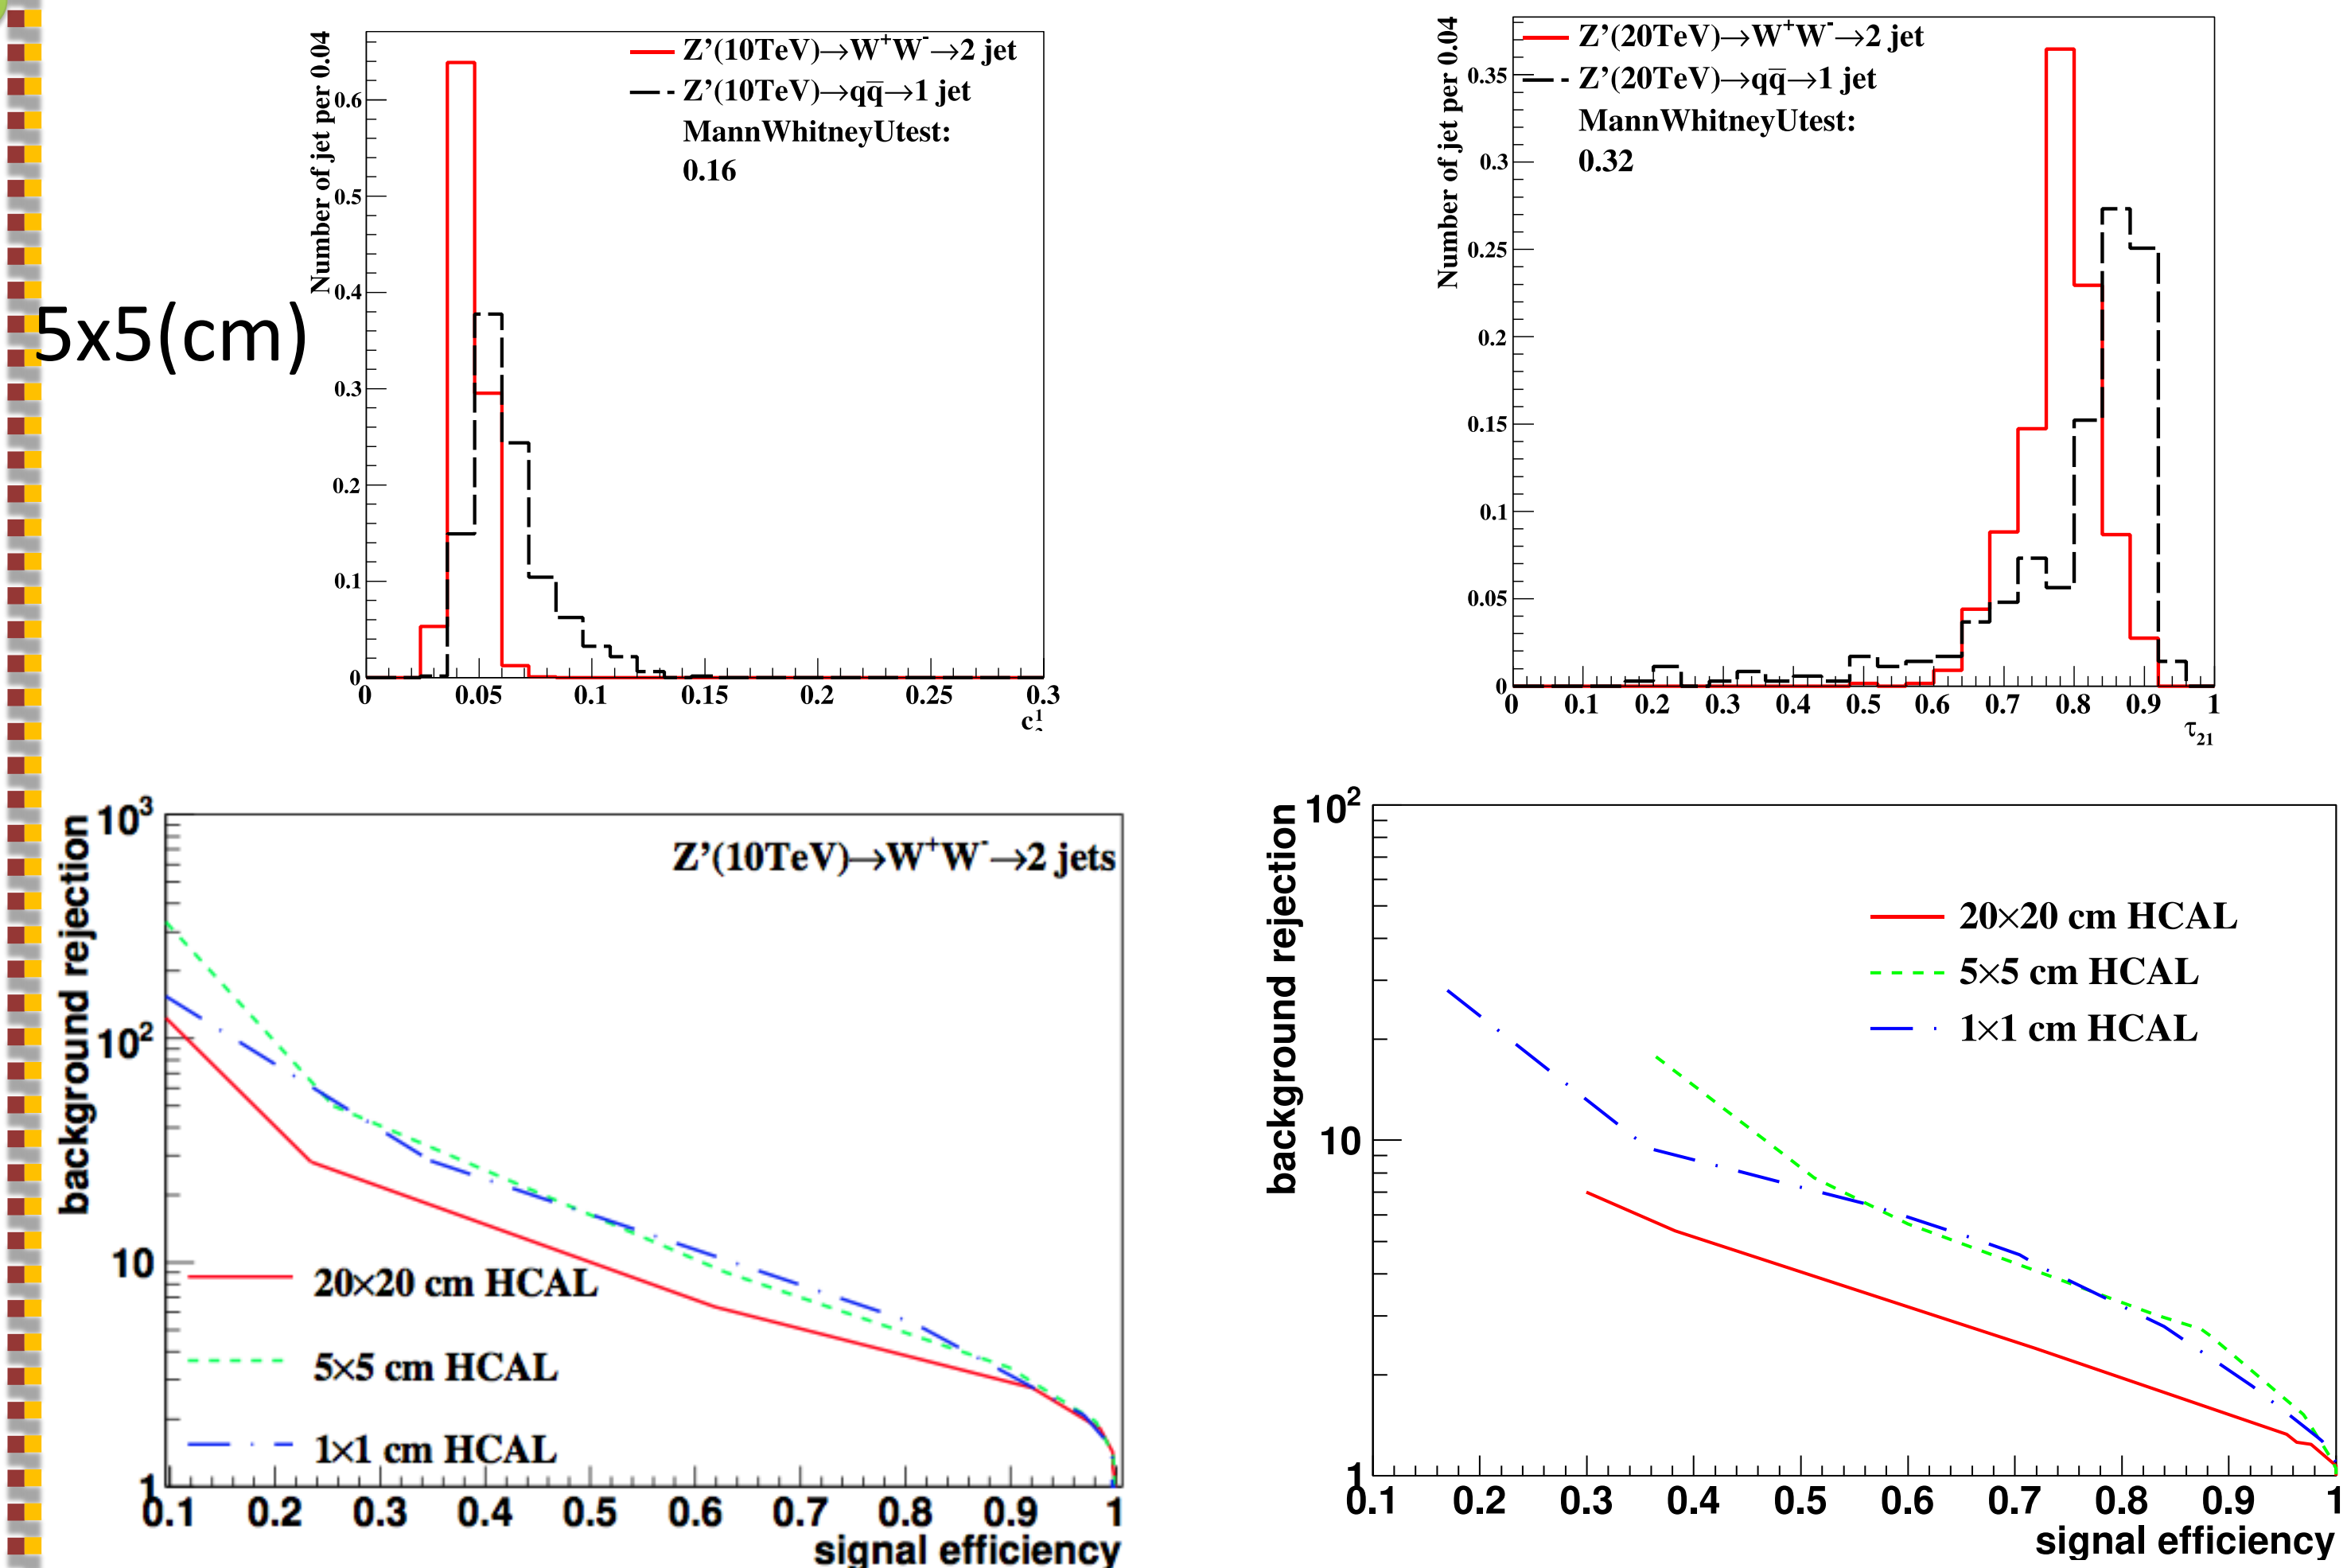 5x5(cm)
Number of jet per 0.04
Z'(10TeV)→W⁺W⁻→2 jet
Z'(10TeV)→qq̅→1 jet
MannWhitneyUtest:
0.16
0.6
0.5
0.4
0.3
0.2
0.1
0
0 0.05 0.1 0.15 0.2 0.25 0.3
Number of jet per 0.04
Z'(20TeV)→W⁺W⁻→2 jet
Z'(20TeV)→qq̅→1 jet
MannWhitneyUtest:
0.32
0.35
0.3
0.25
0.2
0.15
0.1
0.05
0
0 0.1 0.2 0.3 0.4 0.5 0.6 0.7 0.8 0.9 1
τ₂₁
background rejection
Z'(10TeV)→W⁺W⁻→2 jets
10³
10²
10
1
20×20 cm HCAL
5×5 cm HCAL
1×1 cm HCAL
0.1 0.2 0.3 0.4 0.5 0.6 0.7 0.8 0.9 1
signal efficiency
background rejection
10²
10
1
20×20 cm HCAL
5×5 cm HCAL
1×1 cm HCAL
0.1 0.2 0.3 0.4 0.5 0.6 0.7 0.8 0.9 1
signal efficiency